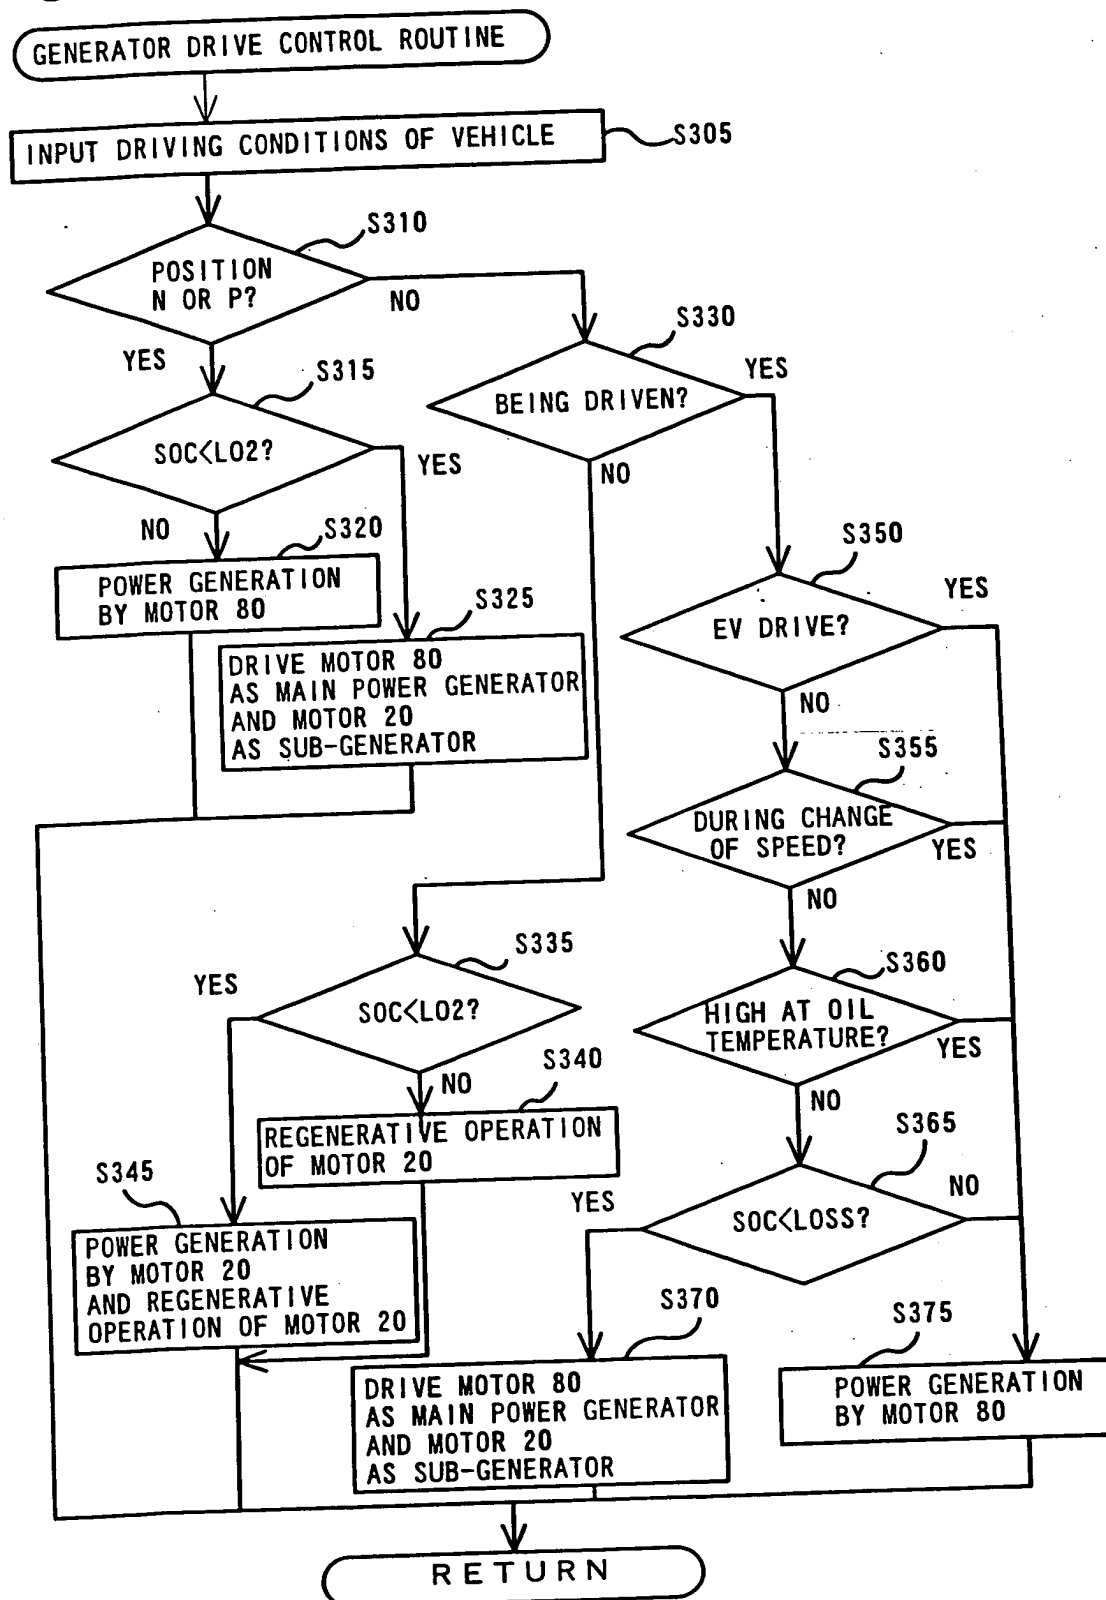 GENERATOR DRIVE CONTROL ROUTINE
INPUT DRIVING CONDITIONS OF VEHICLE
S305
S310
POSITION
N OR P?
NO
YES
S330
BEING DRIVEN?
YES
NO
S315
SOC<LO2?
YES
NO
S320
POWER GENERATION
BY MOTOR 80
S325
DRIVE MOTOR 80
AS MAIN POWER GENERATOR
AND MOTOR 20
AS SUB-GENERATOR
S350
EV DRIVE?
YES
NO
S355
DURING CHANGE
OF SPEED?
YES
NO
S335
SOC<LO2?
YES
NO
S360
HIGH AT OIL
TEMPERATURE?
YES
NO
S340
REGENERATIVE OPERATION
OF MOTOR 20
S345
POWER GENERATION
BY MOTOR 20
AND REGENERATIVE
OPERATION OF MOTOR 20
S365
SOC<LOSS?
YES
NO
S370
DRIVE MOTOR 80
AS MAIN POWER GENERATOR
AND MOTOR 20
AS SUB-GENERATOR
S375
POWER GENERATION
BY MOTOR 80
RETURN